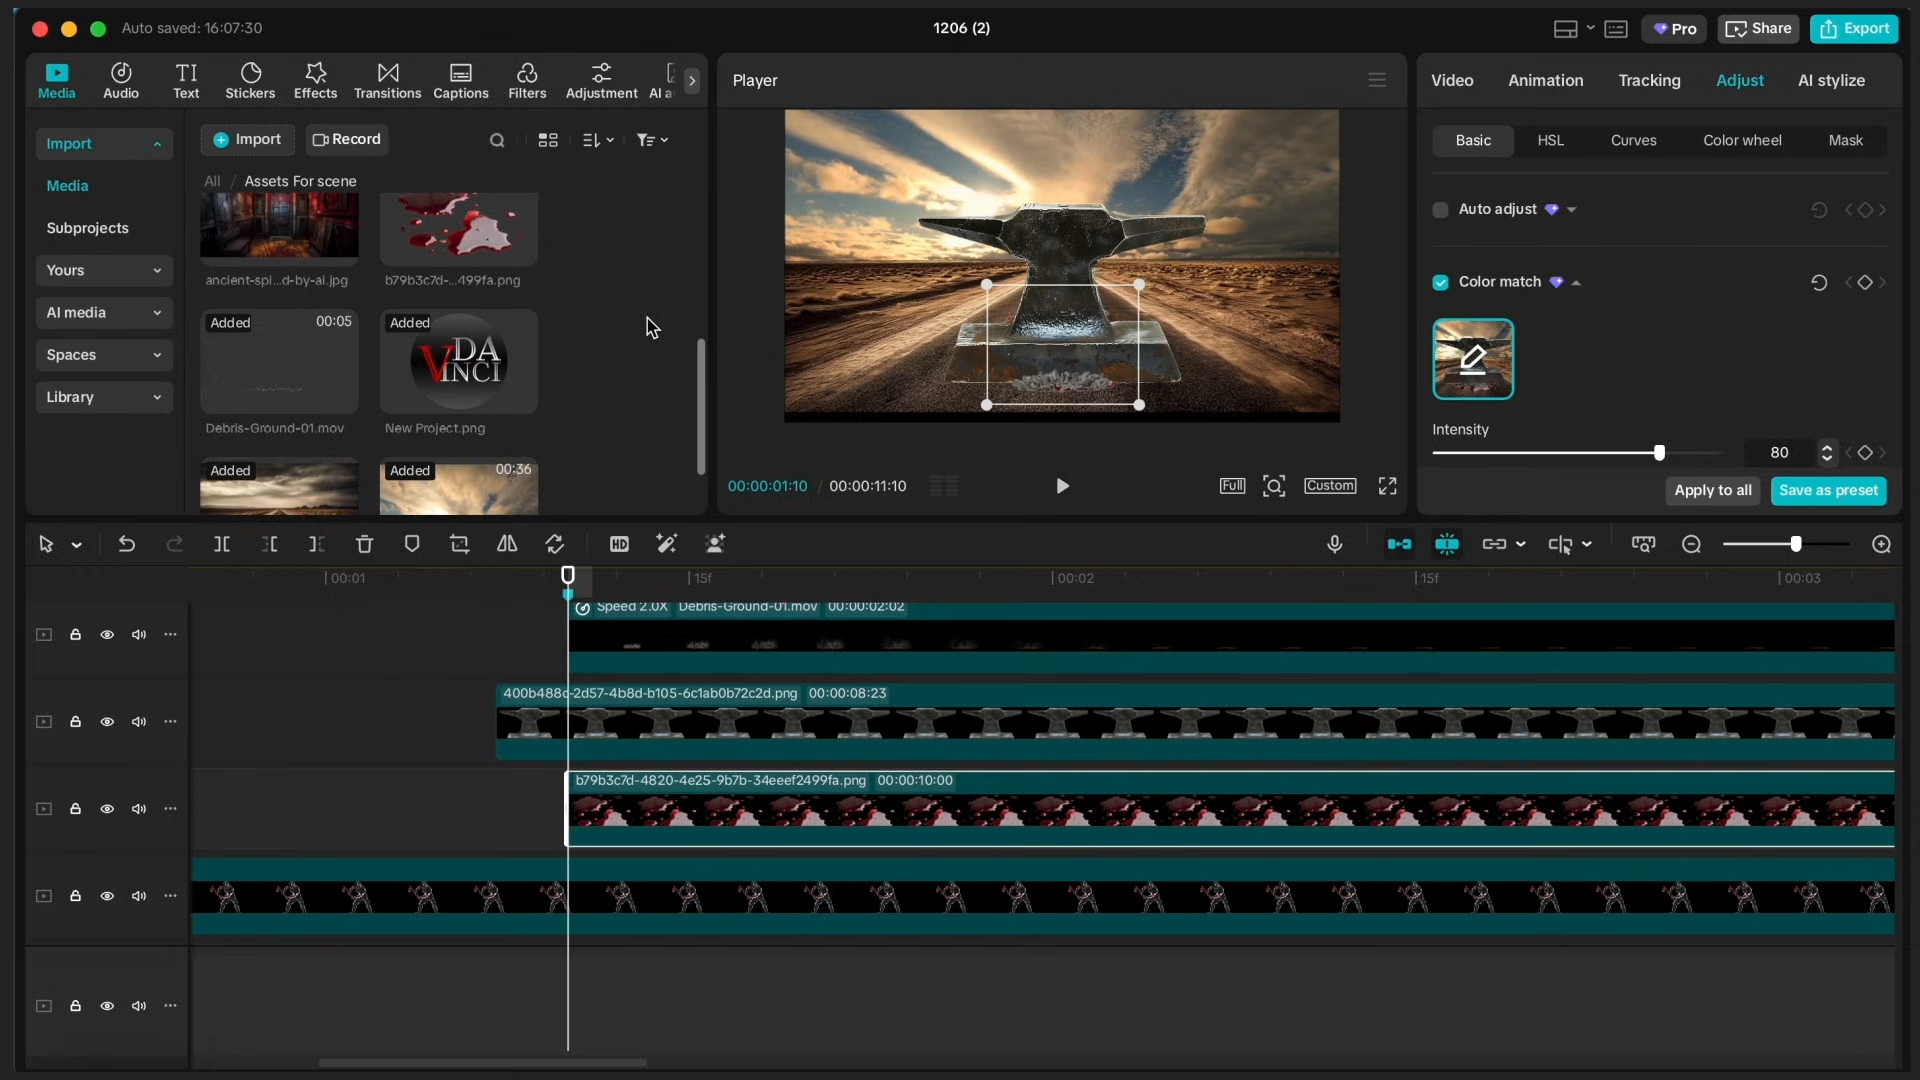 Auto saved: 16:07:30
1206 (2)
Pro
Share
Export
Media
Audio
Text
Stickers
Effects
Transitions
Captions
Filters
Adjustment
AI a
Import
Media
Subprojects
Yours
AI media
Spaces
Library
Import
Record
All / Assets For scene
ancient-spi...d-by-ai.jpg
b79b3c7d-...499fa.png
Added 00:05
Added
VDA
INCI
Debris-Ground-01.mov
New Project.png
Added
Added 00:36
Player
00:00:01:10 / 00:00:11:10
Full
Custom
Video
Animation
Tracking
Adjust
AI stylize
Basic
HSL
Curves
Color wheel
Mask
Auto adjust
Color match
Intensity
80
Apply to all
Save as preset
HD
00:01
15f
00:02
15f
00:03
Speed 2.0X Debris-Ground-01.mov 00:00:02:02
400b488c-2d57-4b8d-b105-6c1ab0b72c2d.png 00:00:08:23
b79b3c7d-4820-4e25-9b7b-34eeef2499fa.png 00:00:10:00